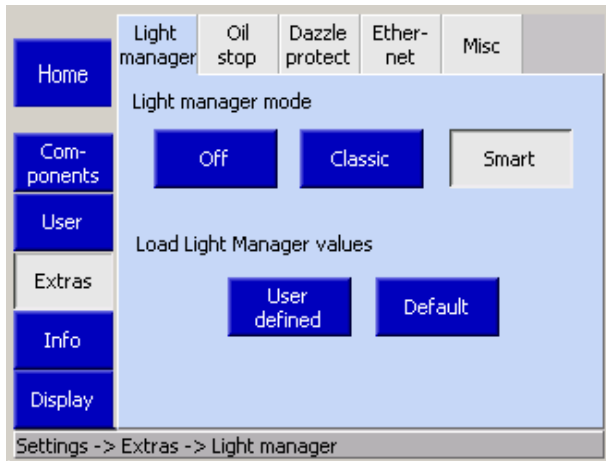 Home
Com-
ponents
User
Extras
Info
Display
Light
manager
Oil
stop
Dazzle
protect
Ether-
net
Misc
Light manager mode
Off
Classic
Smart
Load Light Manager values
User
defined
Default
Settings -> Extras -> Light manager